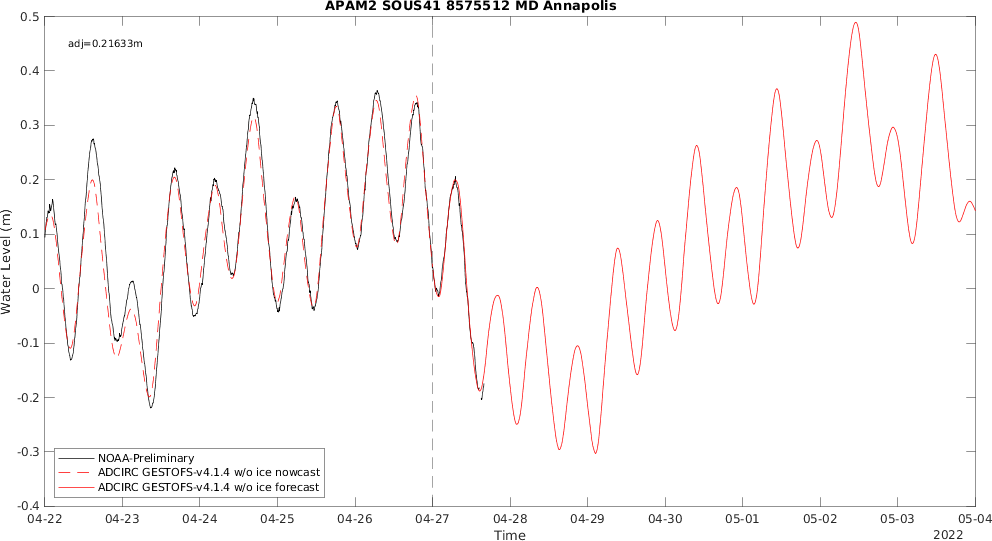 APAM2 SOUS41 8575512 MD Annapolis
adj=0.21633m
0.5
0.4
0.3
0.2
0.1
0
-0.1
-0.2
-0.3
-0.4
Water Level (m)
NOAA-Preliminary
ADCIRC GESTOFS-v4.1.4 w/o ice nowcast
ADCIRC GESTOFS-v4.1.4 w/o ice forecast
04-22 04-23 04-24 04-25 04-26 04-27 04-28 04-29 04-30 05-01 05-02 05-03 05-04
Time
2022